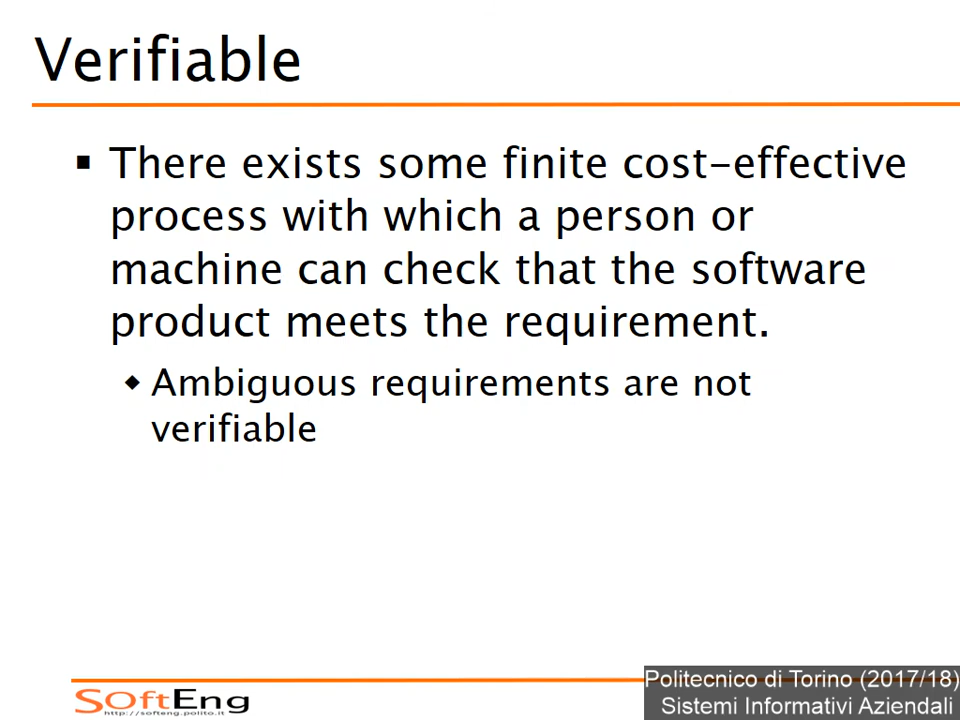 Verifiable
There exists some finite cost-effective
process with which a person or
machine can check that the software
product meets the requirement.
Ambiguous requirements are not
verifiable
SOftEng
http://softeng.polito.it
Politecnico di Torino (2017/18)
Sistemi Informativi Aziendali